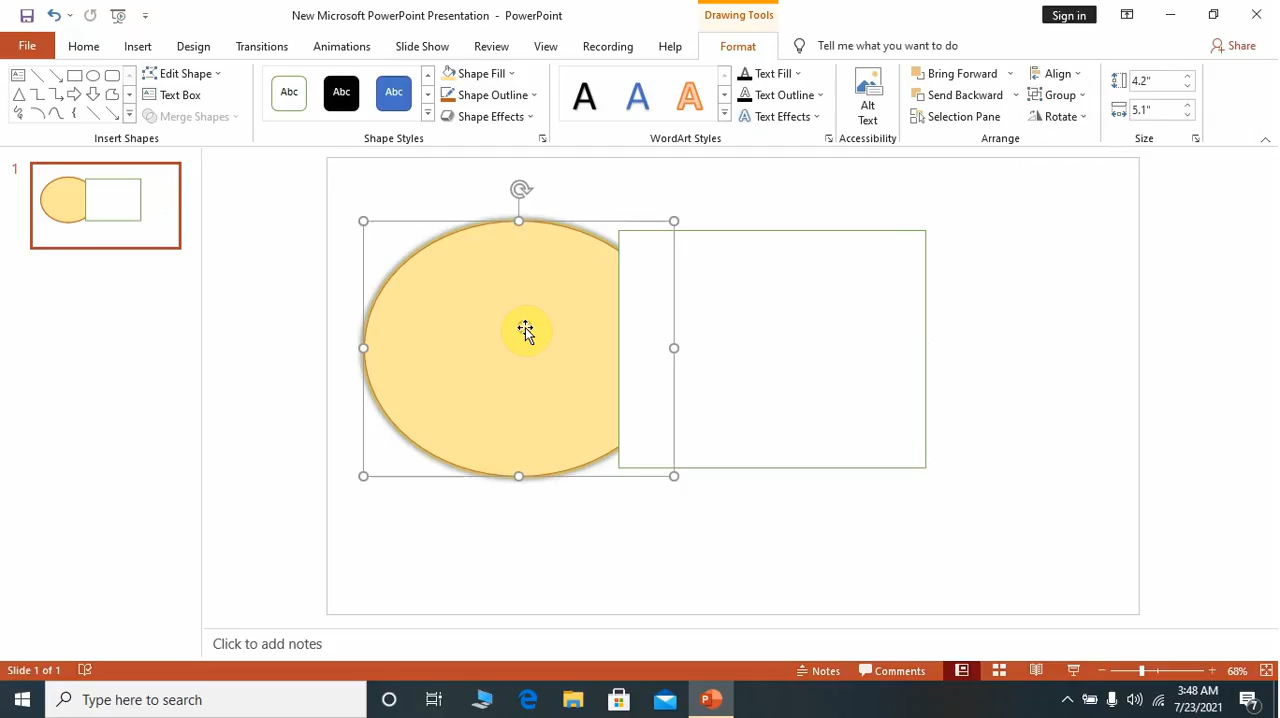 New Microsoft PowerPoint Presentation - PowerPoint
Drawing Tools
Sign in
File
Home
Insert
Design
Transitions
Animations
Slide Show
Review
View
Recording
Help
Format
Tell me what you want to do
Share
Edit Shape
Text Box
Merge Shapes
Insert Shapes
Abc
Abc
Abc
Shape Fill
Shape Outline
Shape Effects
Shape Styles
A
A
A
Text Fill
Text Outline
Text Effects
WordArt Styles
Alt
Text
Accessibility
Bring Forward
Send Backward
Selection Pane
Align
Group
Rotate
Arrange
4.2"
5.1"
Size
1
Click to add notes
Slide 1 of 1
Notes
Comments
68%
Type here to search
3:48 AM
7/23/2021
7